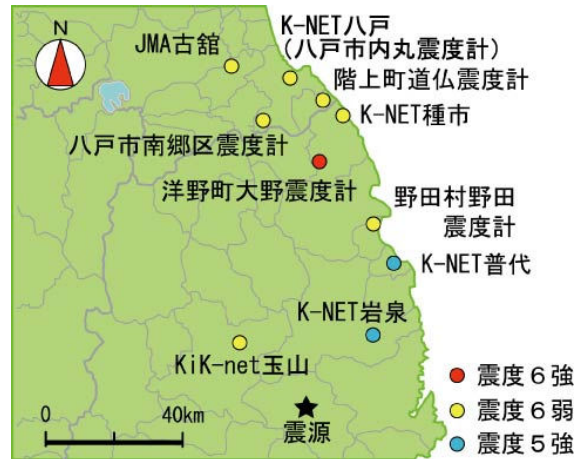 N
JMA古舘
K-NET八戸
(八戸市内丸震度計)
階上町道仏震度計
K-NET種市
八戸市南郷区震度計
洋野町大野震度計
野田村野田
震度計
K-NET普代
K-NET岩泉
KiK-net玉山
震源
0 40km
震度6強
震度6弱
震度5強